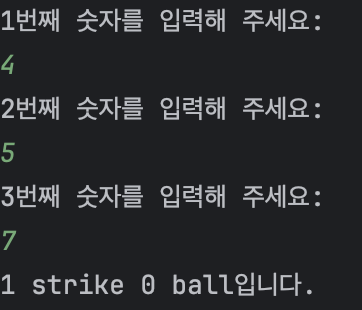 1번째 숫자를 입력해 주세요:
4
2번째 숫자를 입력해 주세요:
5
3번째 숫자를 입력해 주세요:
7
1 strike 0 ball입니다.